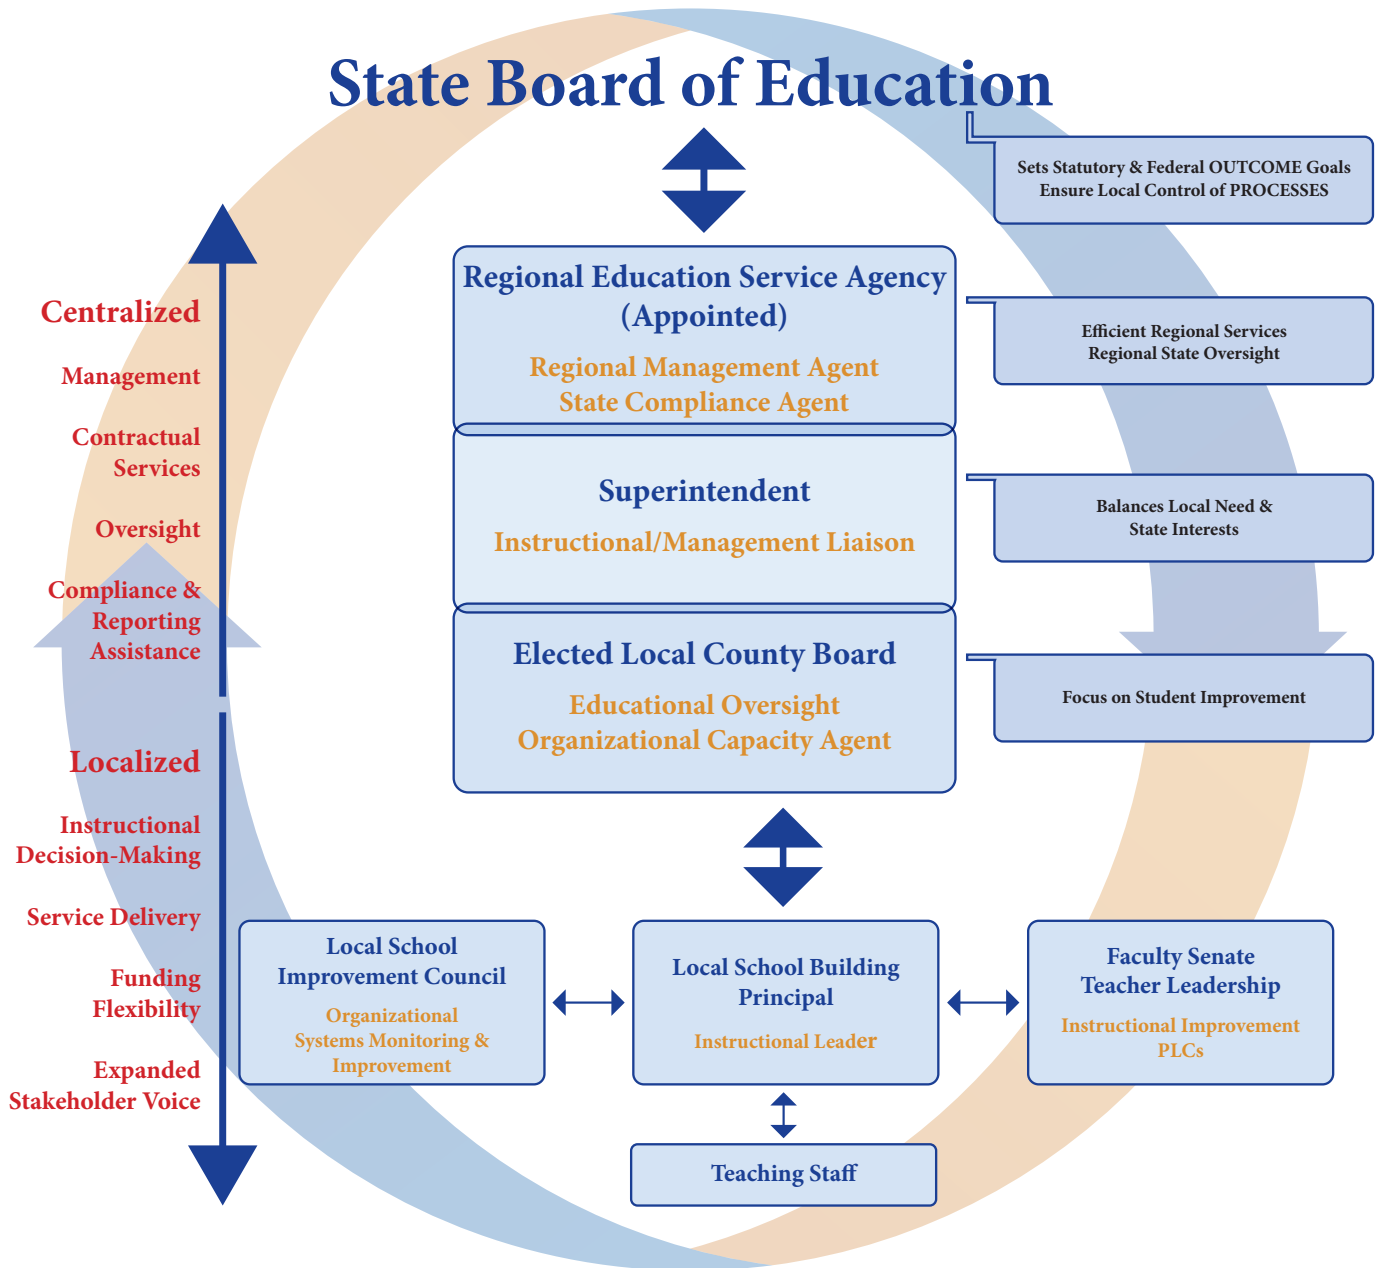 State Board of Education
Sets Statutory & Federal OUTCOME Goals
Ensure Local Control of PROCESSES
Regional Education Service Agency
(Appointed)
Regional Management Agent
State Compliance Agent
Efficient Regional Services
Regional State Oversight
Superintendent
Instructional/Management Liaison
Balances Local Need &
State Interests
Elected Local County Board
Educational Oversight
Organizational Capacity Agent
Focus on Student Improvement
Centralized
Management
Contractual
Services
Oversight
Compliance &
Reporting
Assistance
Localized
Instructional
Decision-Making
Service Delivery
Funding
Flexibility
Expanded
Stakeholder Voice
Local School
Improvement Council
Organizational
Systems Monitoring &
Improvement
Local School Building
Principal
Instructional Leader
Faculty Senate
Teacher Leadership
Instructional Improvement
PLCs
Teaching Staff